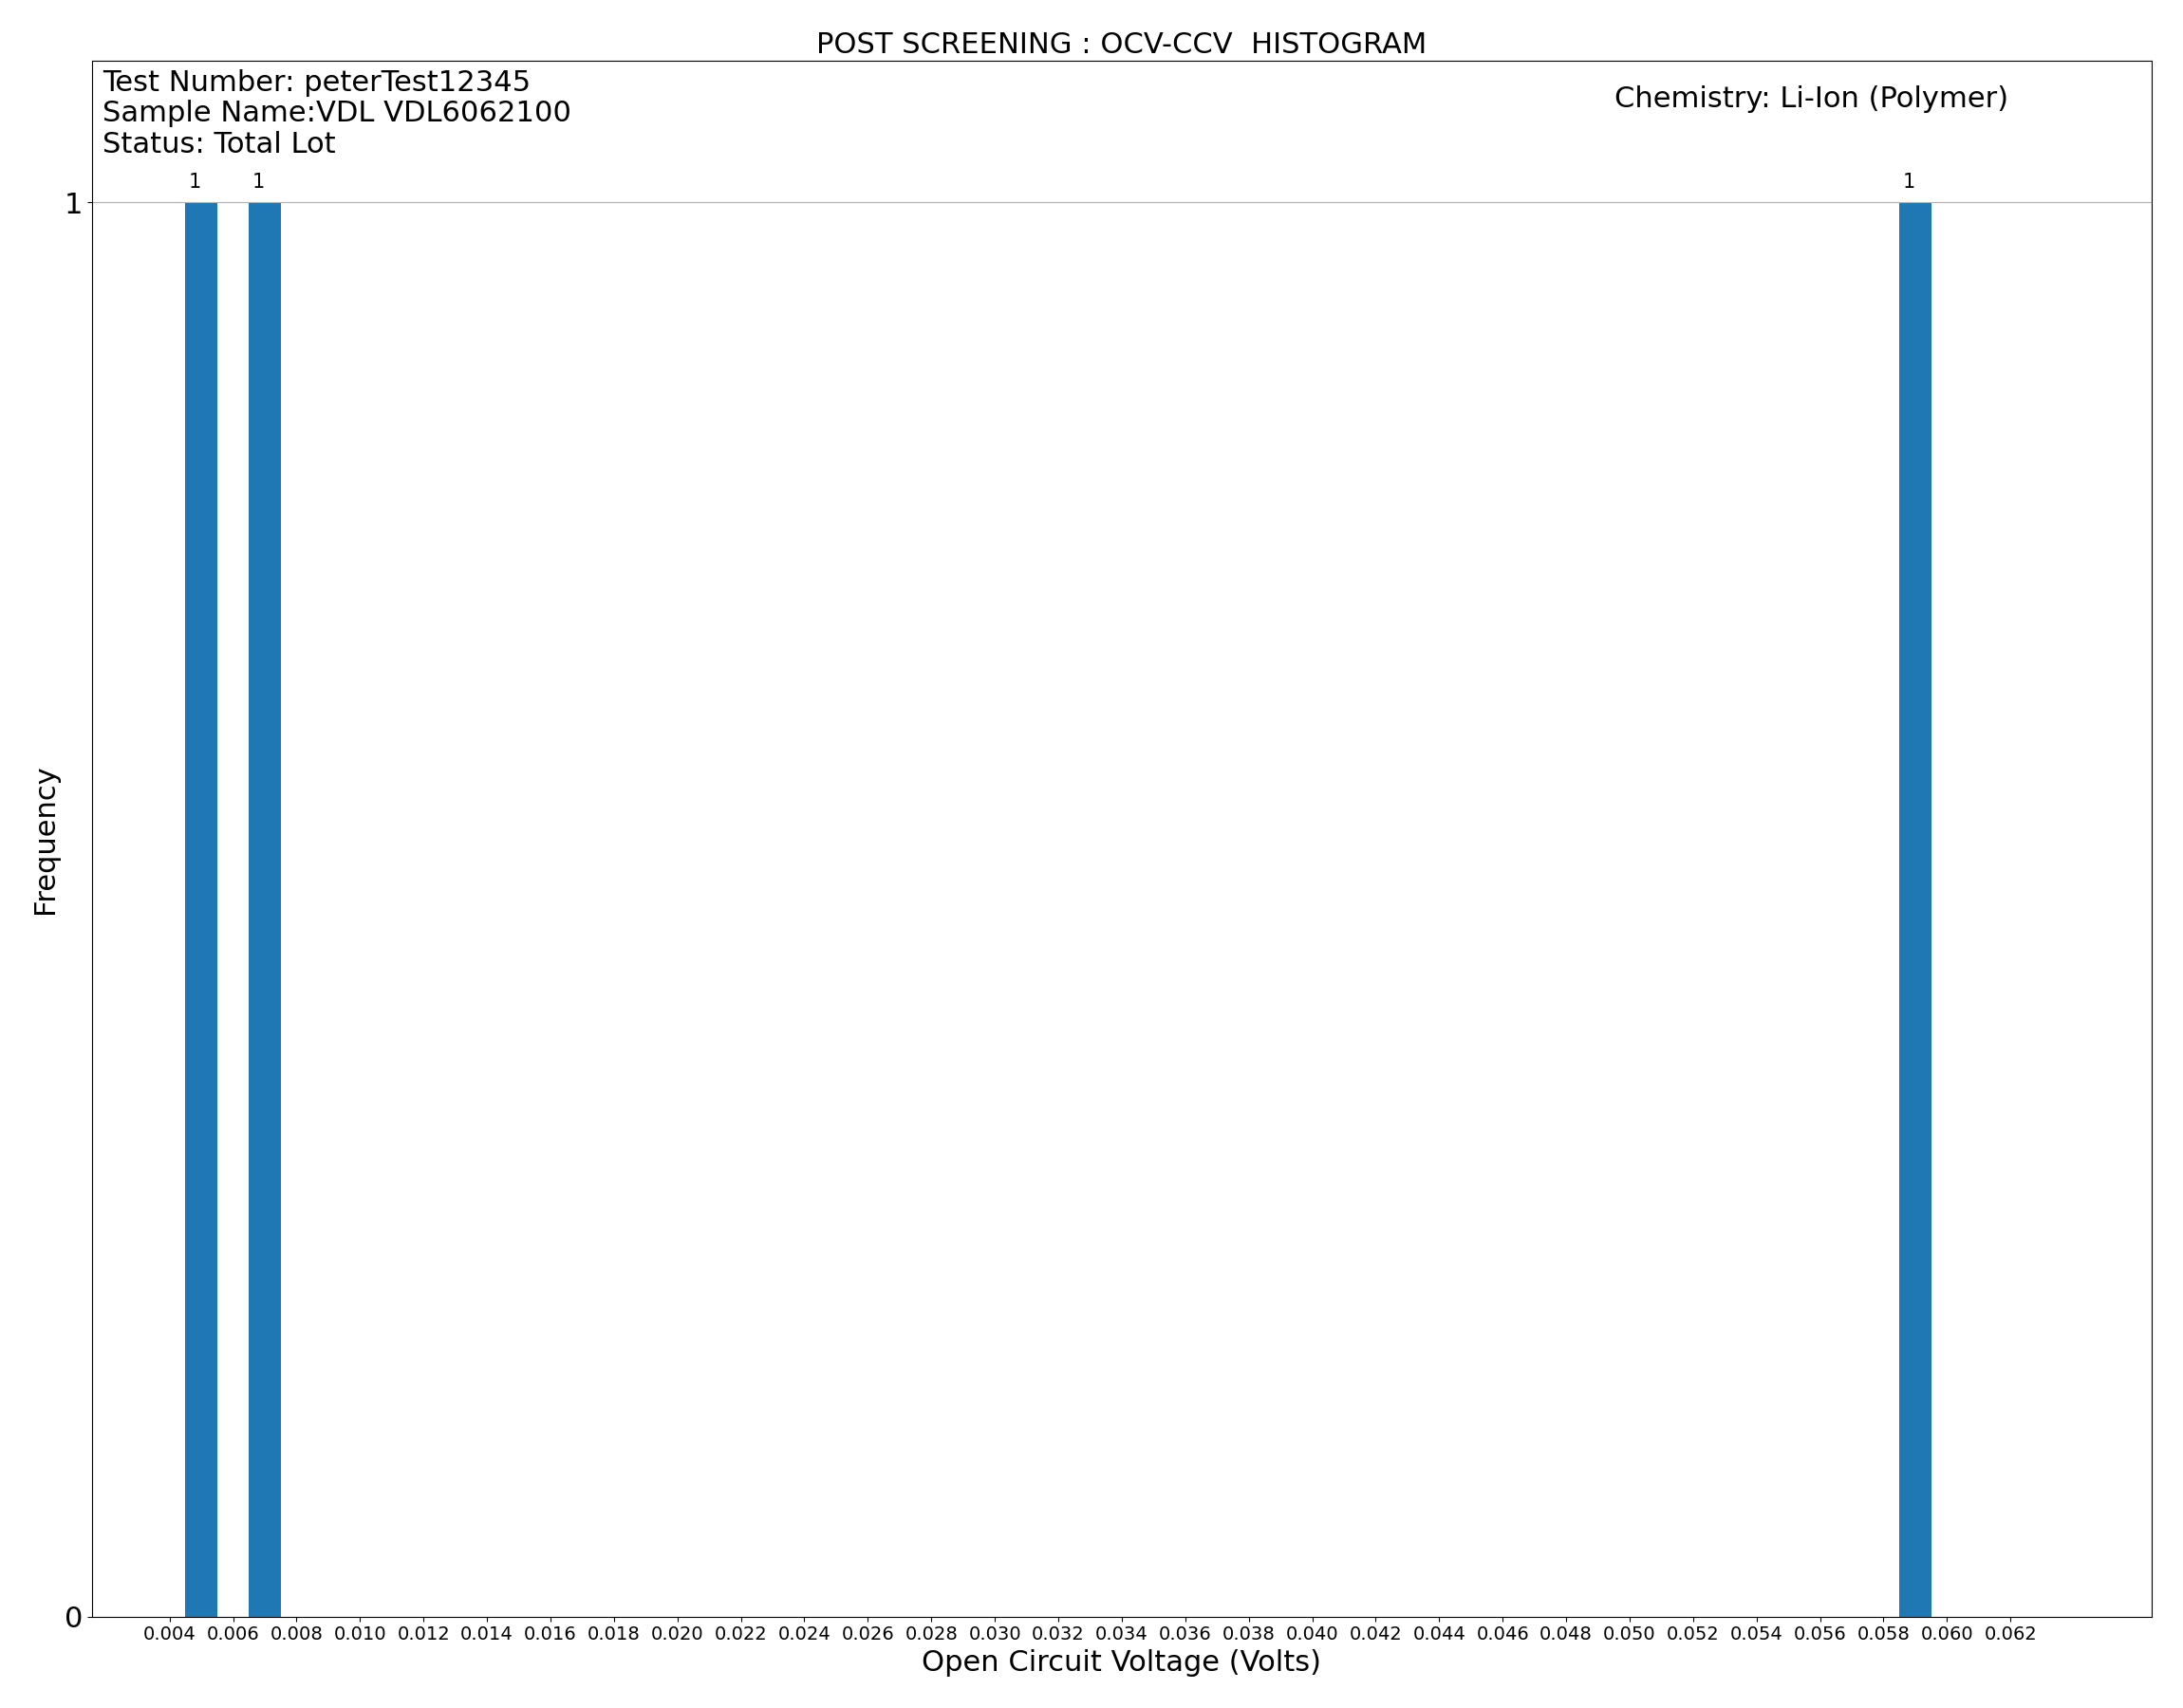 POST SCREENING : OCV-CCV  HISTOGRAM
Test Number: peterTest12345
Sample Name:VDL VDL6062100
Status: Total Lot
Chemistry: Li-Ion (Polymer)
1 1 1
1
Frequency
0
0.004 0.006 0.008 0.010 0.012 0.014 0.016 0.018 0.020 0.022 0.024 0.026 0.028 0.030 0.032 0.034 0.036 0.038 0.040 0.042 0.044 0.046 0.048 0.050 0.052 0.054 0.056 0.058 0.060 0.062
Open Circuit Voltage (Volts)